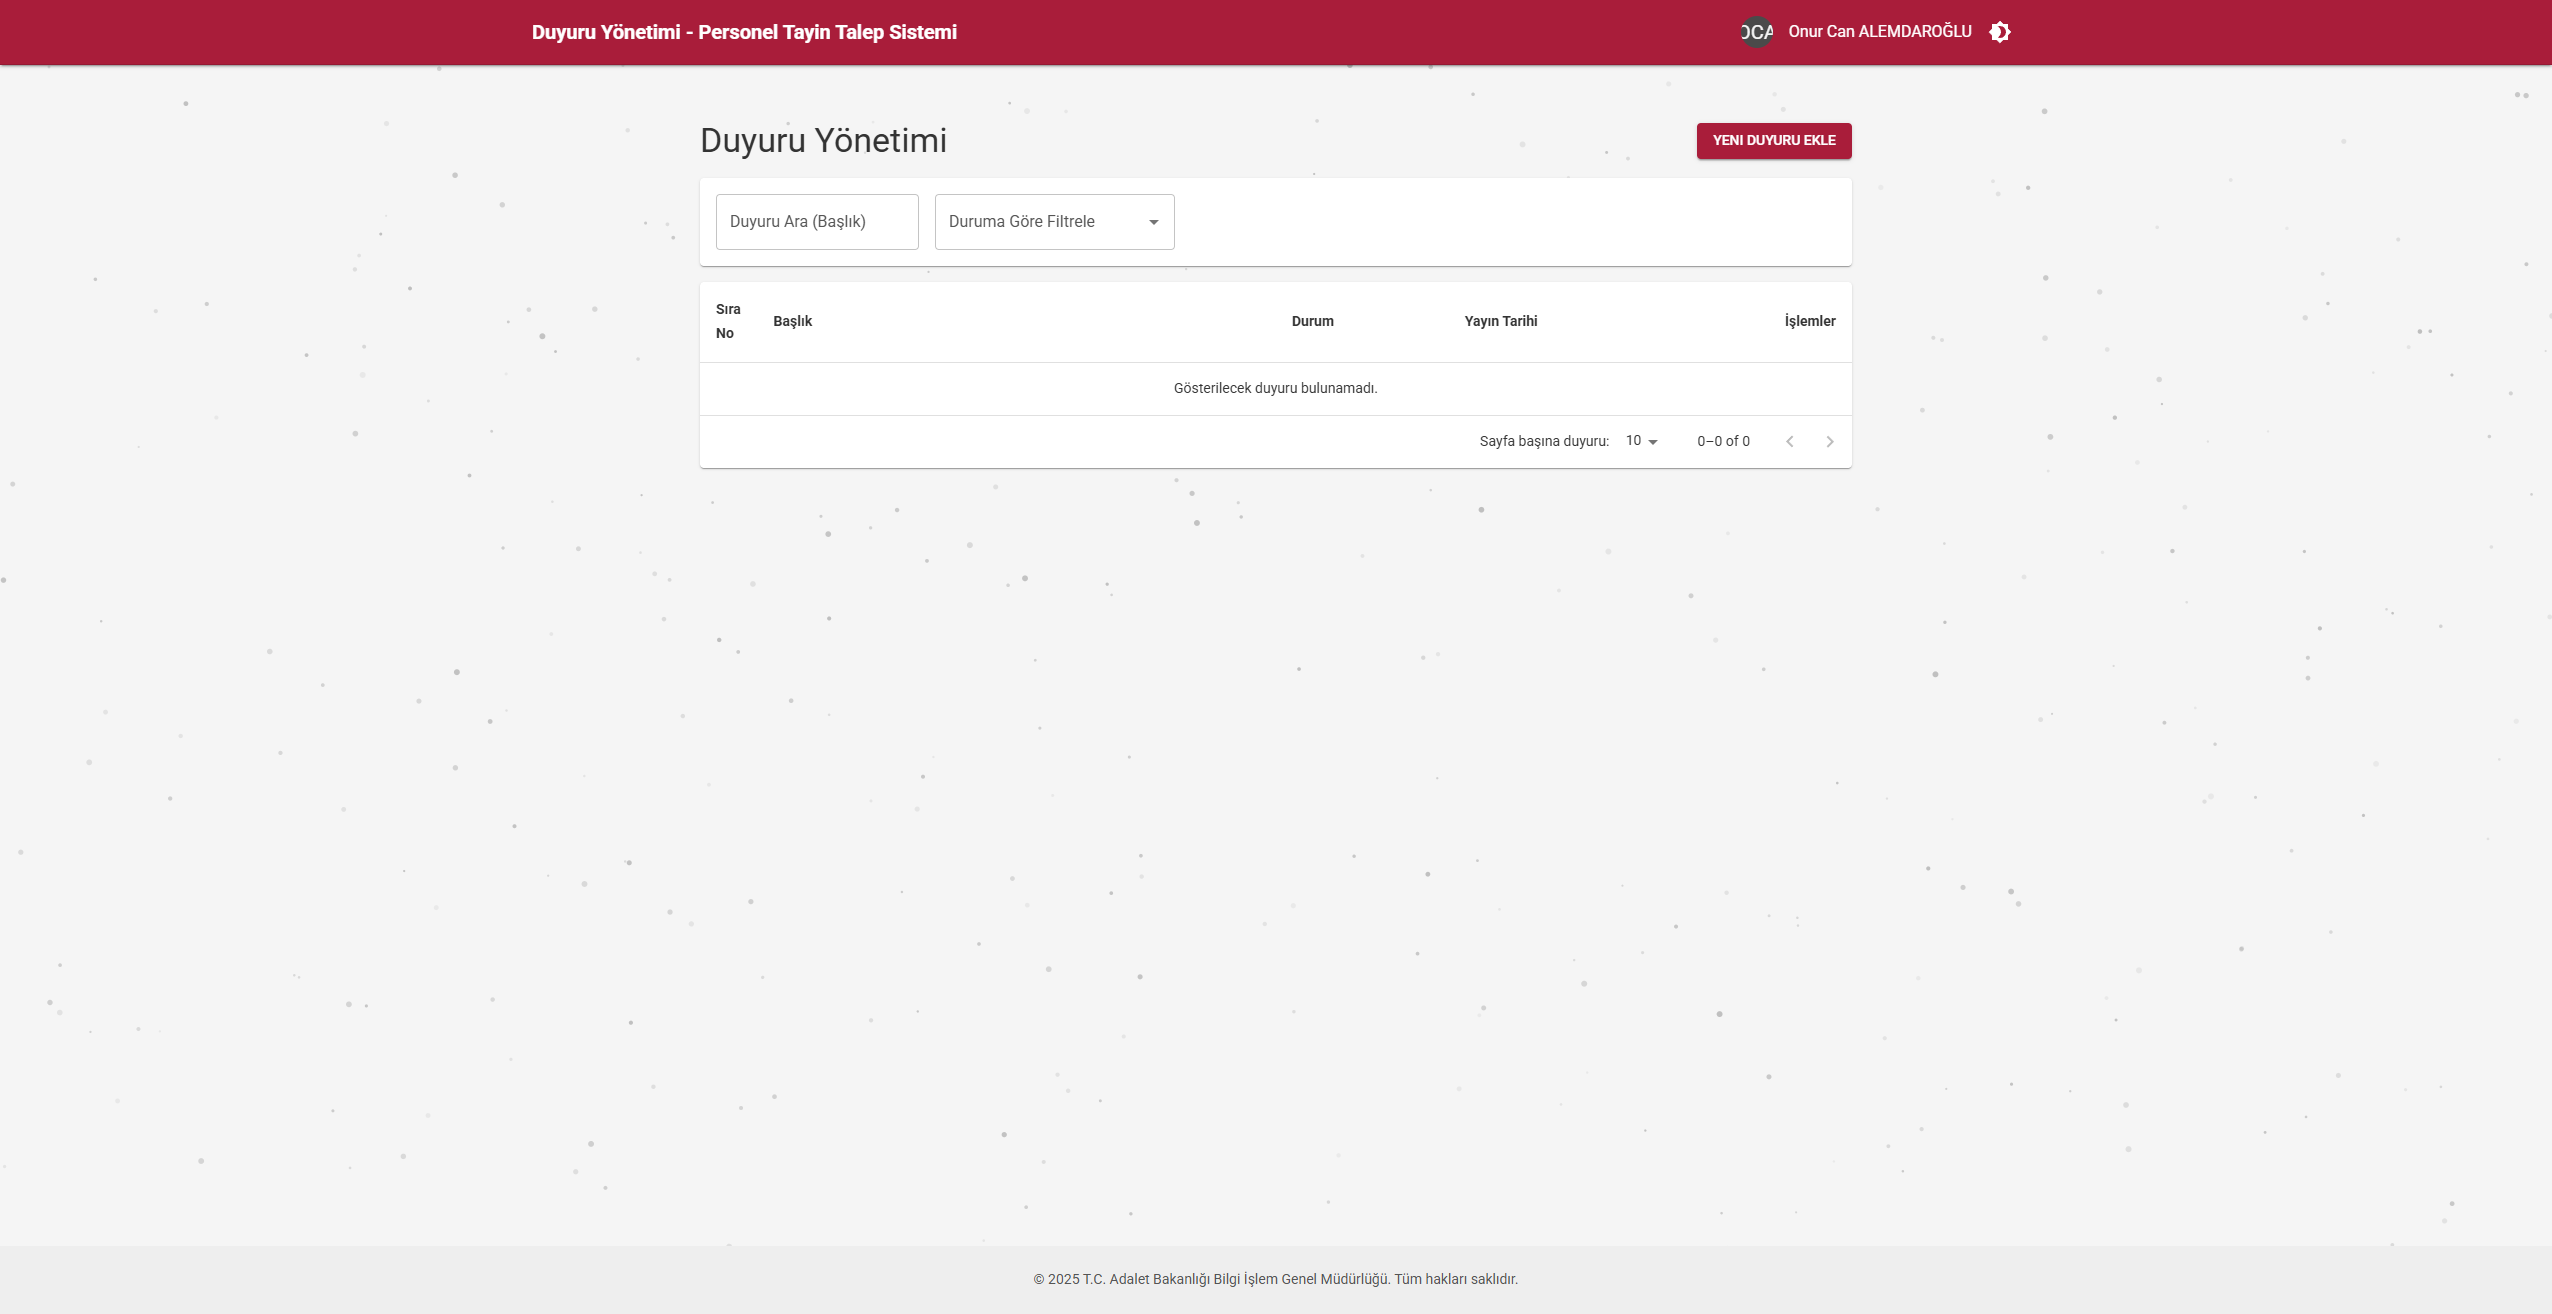 Duyuru Yönetimi - Personel Tayin Talep Sistemi
OCA
Onur Can ALEMDAROĞLU
Duyuru Yönetimi
YENI DUYURU EKLE
Duyuru Ara (Başlık)
Duruma Göre Filtrele
Sıra No
Başlık
Durum
Yayın Tarihi
İşlemler
Gösterilecek duyuru bulunamadı.
Sayfa başına duyuru:
10
0–0 of 0
© 2025 T.C. Adalet Bakanlığı Bilgi İşlem Genel Müdürlüğü. Tüm hakları saklıdır.